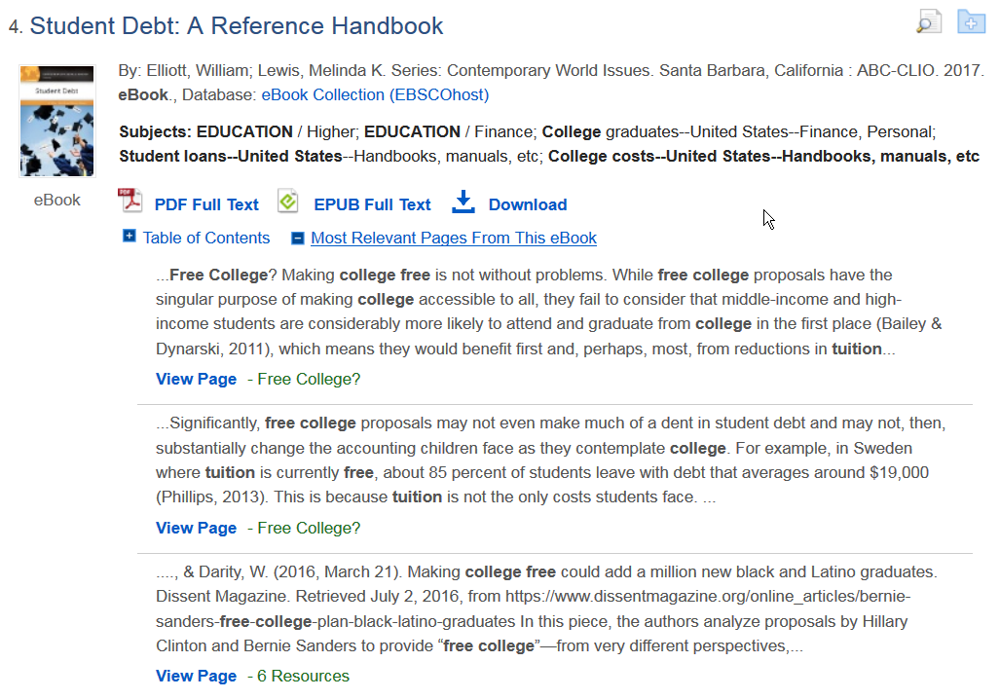 4. Student Debt: A Reference Handbook
By: Elliott, William; Lewis, Melinda K. Series: Contemporary World Issues. Santa Barbara, California : ABC-CLIO. 2017.
eBook., Database: eBook Collection (EBSCOhost)
Student Debt
Subjects: EDUCATION / Higher; EDUCATION / Finance; College graduates--United States--Finance, Personal;
Student loans--United States--Handbooks, manuals, etc; College costs--United States--Handbooks, manuals, etc
eBook
PDF Full Text EPUB Full Text Download
Table of Contents Most Relevant Pages From This eBook
...Free College? Making college free is not without problems. While free college proposals have the
singular purpose of making college accessible to all, they fail to consider that middle-income and high-
income students are considerably more likely to attend and graduate from college in the first place (Bailey &
Dynarski, 2011), which means they would benefit first and, perhaps, most, from reductions in tuition...
View Page - Free College?
...Significantly, free college proposals may not even make much of a dent in student debt and may not, then,
substantially change the accounting children face as they contemplate college. For example, in Sweden
where tuition is currently free, about 85 percent of students leave with debt that averages around $19,000
(Phillips, 2013). This is because tuition is not the only costs students face. ...
View Page - Free College?
...., & Darity, W. (2016, March 21). Making college free could add a million new black and Latino graduates.
Dissent Magazine. Retrieved July 2, 2016, from https://www.dissentmagazine.org/online_articles/bernie-
sanders-free-college-plan-black-latino-graduates In this piece, the authors analyze proposals by Hillary
Clinton and Bernie Sanders to provide “free college”—from very different perspectives,...
View Page - 6 Resources